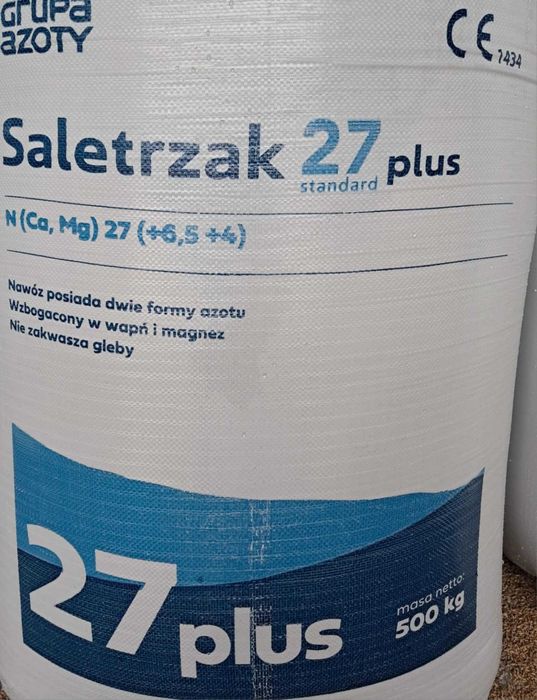 GRUPA
AZOTY
CE
1434
Saletrzak 27 plus
standard
N (Ca, Mg) 27 (+6,5 +4)
Nawóz posiada dwie formy azotu
Wzbogacony w wapń i magnez
Nie zakwasza gleby
27 plus
masa netto:
500 kg